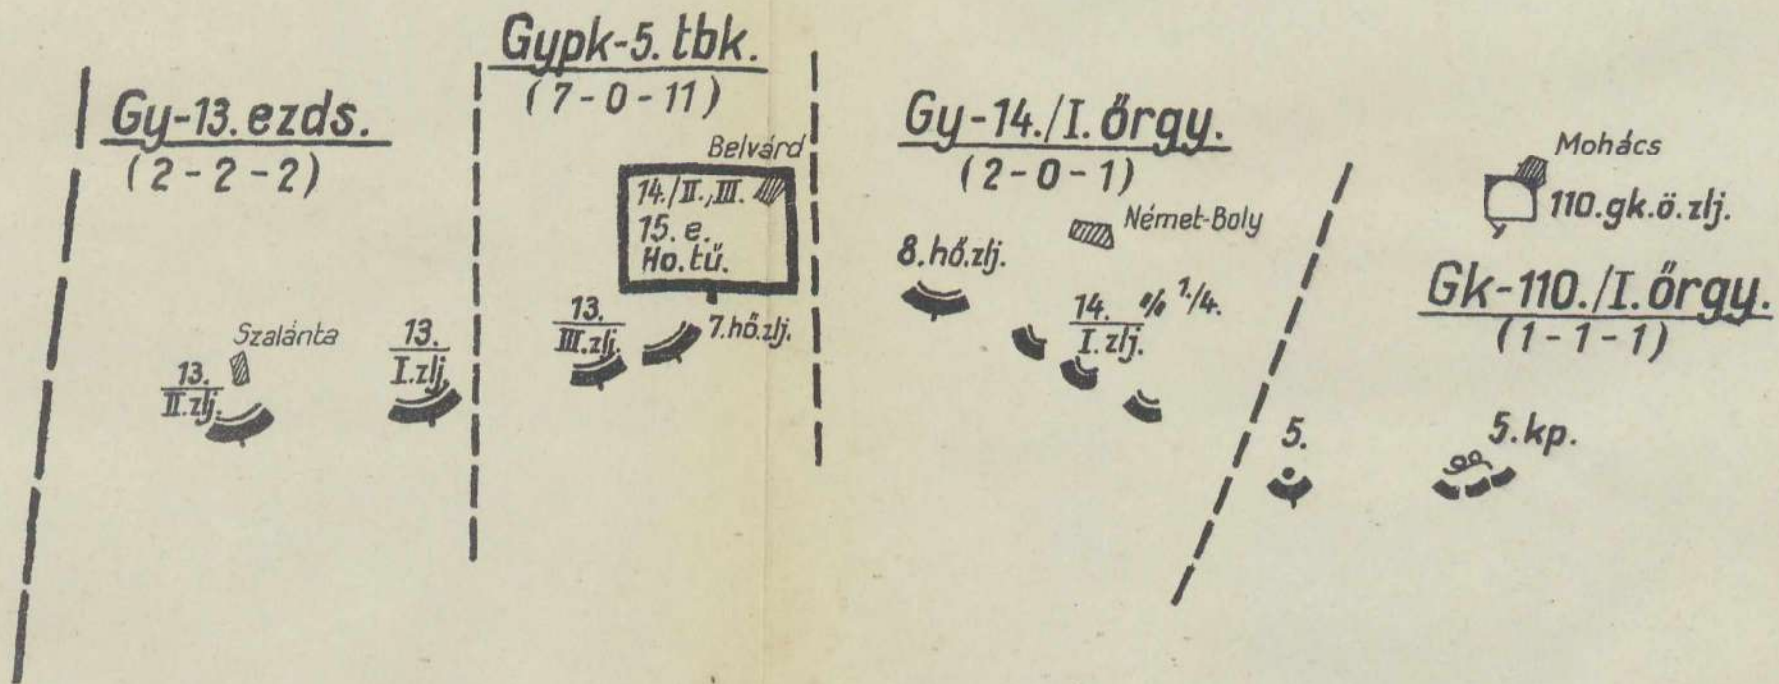 Gy-13. ezds.
(2-2-2)
Szalánta
13.
II. zlj.
13.
I. zlj.
Gypk-5. tbk.
(7-0-11)
Belvárd
14./II., III.
15. e.
Ho. tü.
13.
III. zlj.
7. hő. zlj.
Gy-14./I. őrgy.
(2-0-1)
Német-Boly
8. hő. zlj.
14. % 1./4.
I. zlj.
Mohács
110. gk. ö. zlj.
Gk-110./I. őrgy.
(1-1-1)
5.
5. kp.